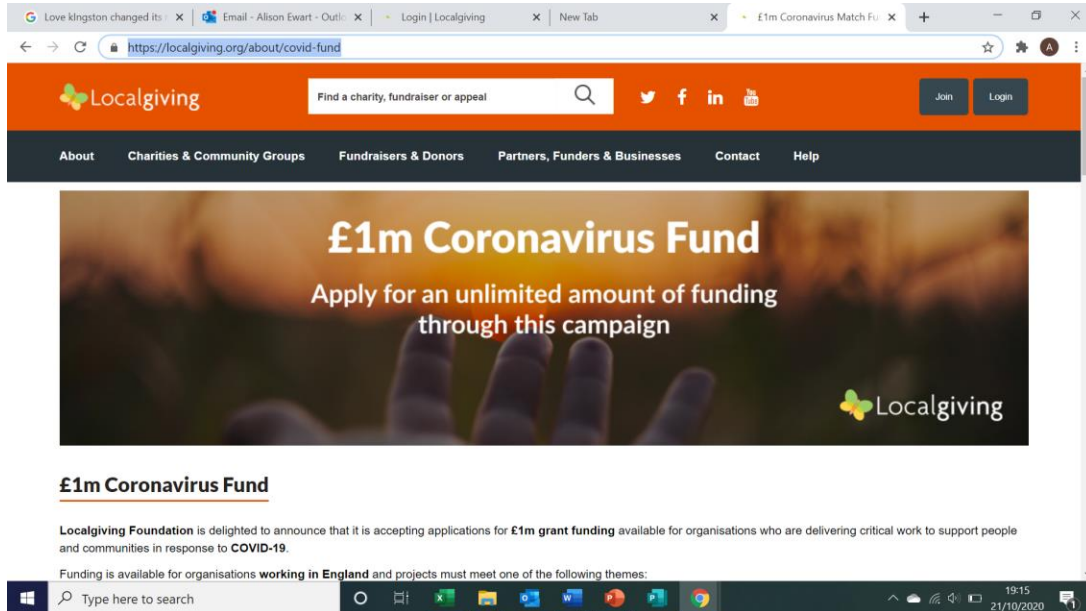 Love kIngston changed its
Email - Alison Ewart - Outlo
Login | Localgiving
New Tab
£1m Coronavirus Match Fu
https://localgiving.org/about/covid-fund
A
Localgiving
Find a charity, fundraiser or appeal
Join
Login
About
Charities & Community Groups
Fundraisers & Donors
Partners, Funders & Businesses
Contact
Help
£1m Coronavirus Fund
Apply for an unlimited amount of funding
through this campaign
Localgiving
£1m Coronavirus Fund
Localgiving Foundation is delighted to announce that it is accepting applications for £1m grant funding available for organisations who are delivering critical work to support people
and communities in response to COVID-19.
Funding is available for organisations working in England and projects must meet one of the following themes:
Type here to search
19:15
21/10/2020